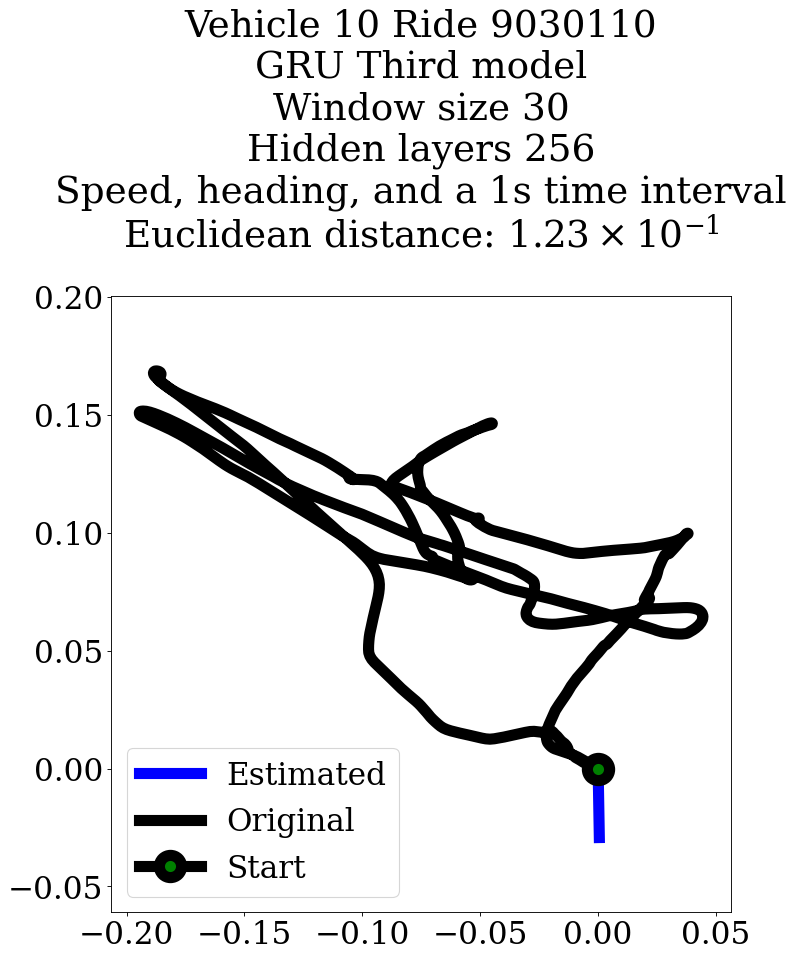 Vehicle 10 Ride 9030110
GRU Third model
Window size 30
Hidden layers 256
Speed, heading, and a 1s time interval
Euclidean distance: 1.23 × 10⁻¹
0.20
0.15
0.10
0.05
0.00
−0.05
Estimated
Original
Start
−0.20 −0.15 −0.10 −0.05 0.00 0.05